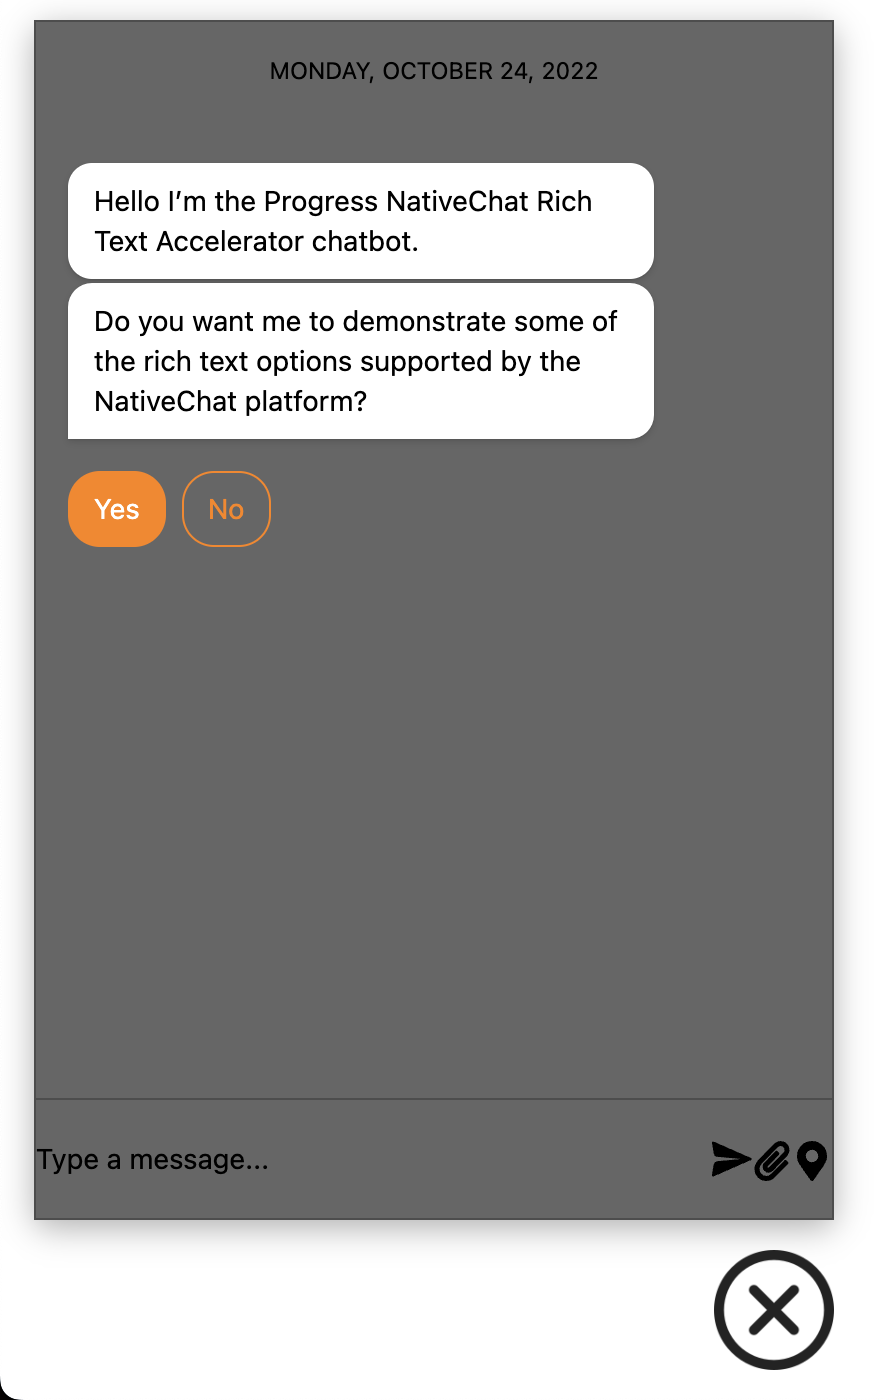 MONDAY, OCTOBER 24, 2022
Hello I’m the Progress NativeChat Rich
Text Accelerator chatbot.
Do you want me to demonstrate some of
the rich text options supported by the
NativeChat platform?
Yes
No
Type a message...